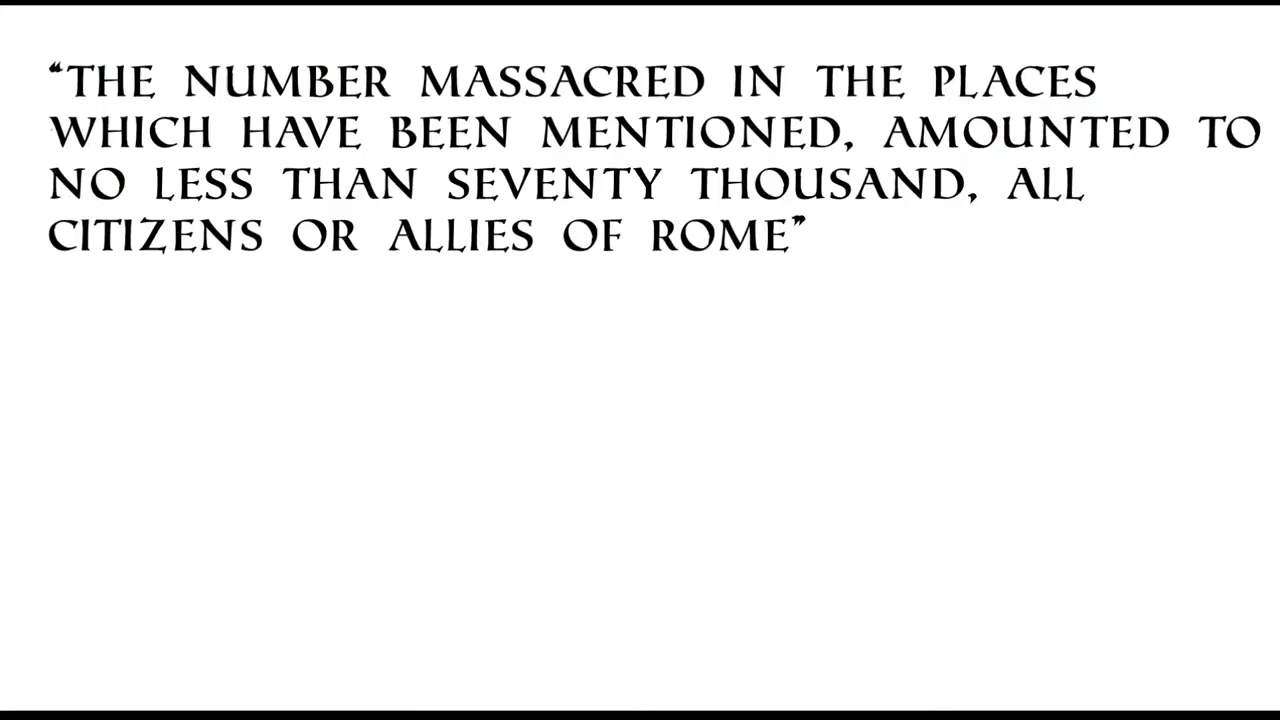 “THE NUMBER MASSACRED IN THE PLACES
WHICH HAVE BEEN MENTIONED, AMOUNTED TO
NO LESS THAN SEVENTY THOUSAND, ALL
CITIZENS OR ALLIES OF ROME”